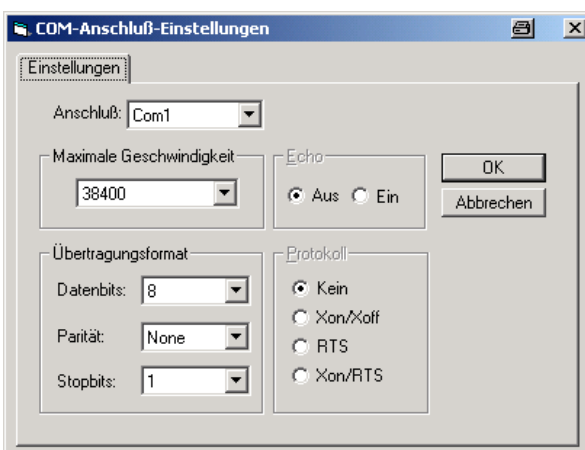 COM-Anschluß-Einstellungen
Einstellungen
Anschluß: Com1
Maximale Geschwindigkeit
38400
Echo
Aus Ein
OK
Abbrechen
Übertragungsformat
Datenbits: 8
Parität: None
Stopbits: 1
Protokoll
Kein
Xon/Xoff
RTS
Xon/RTS